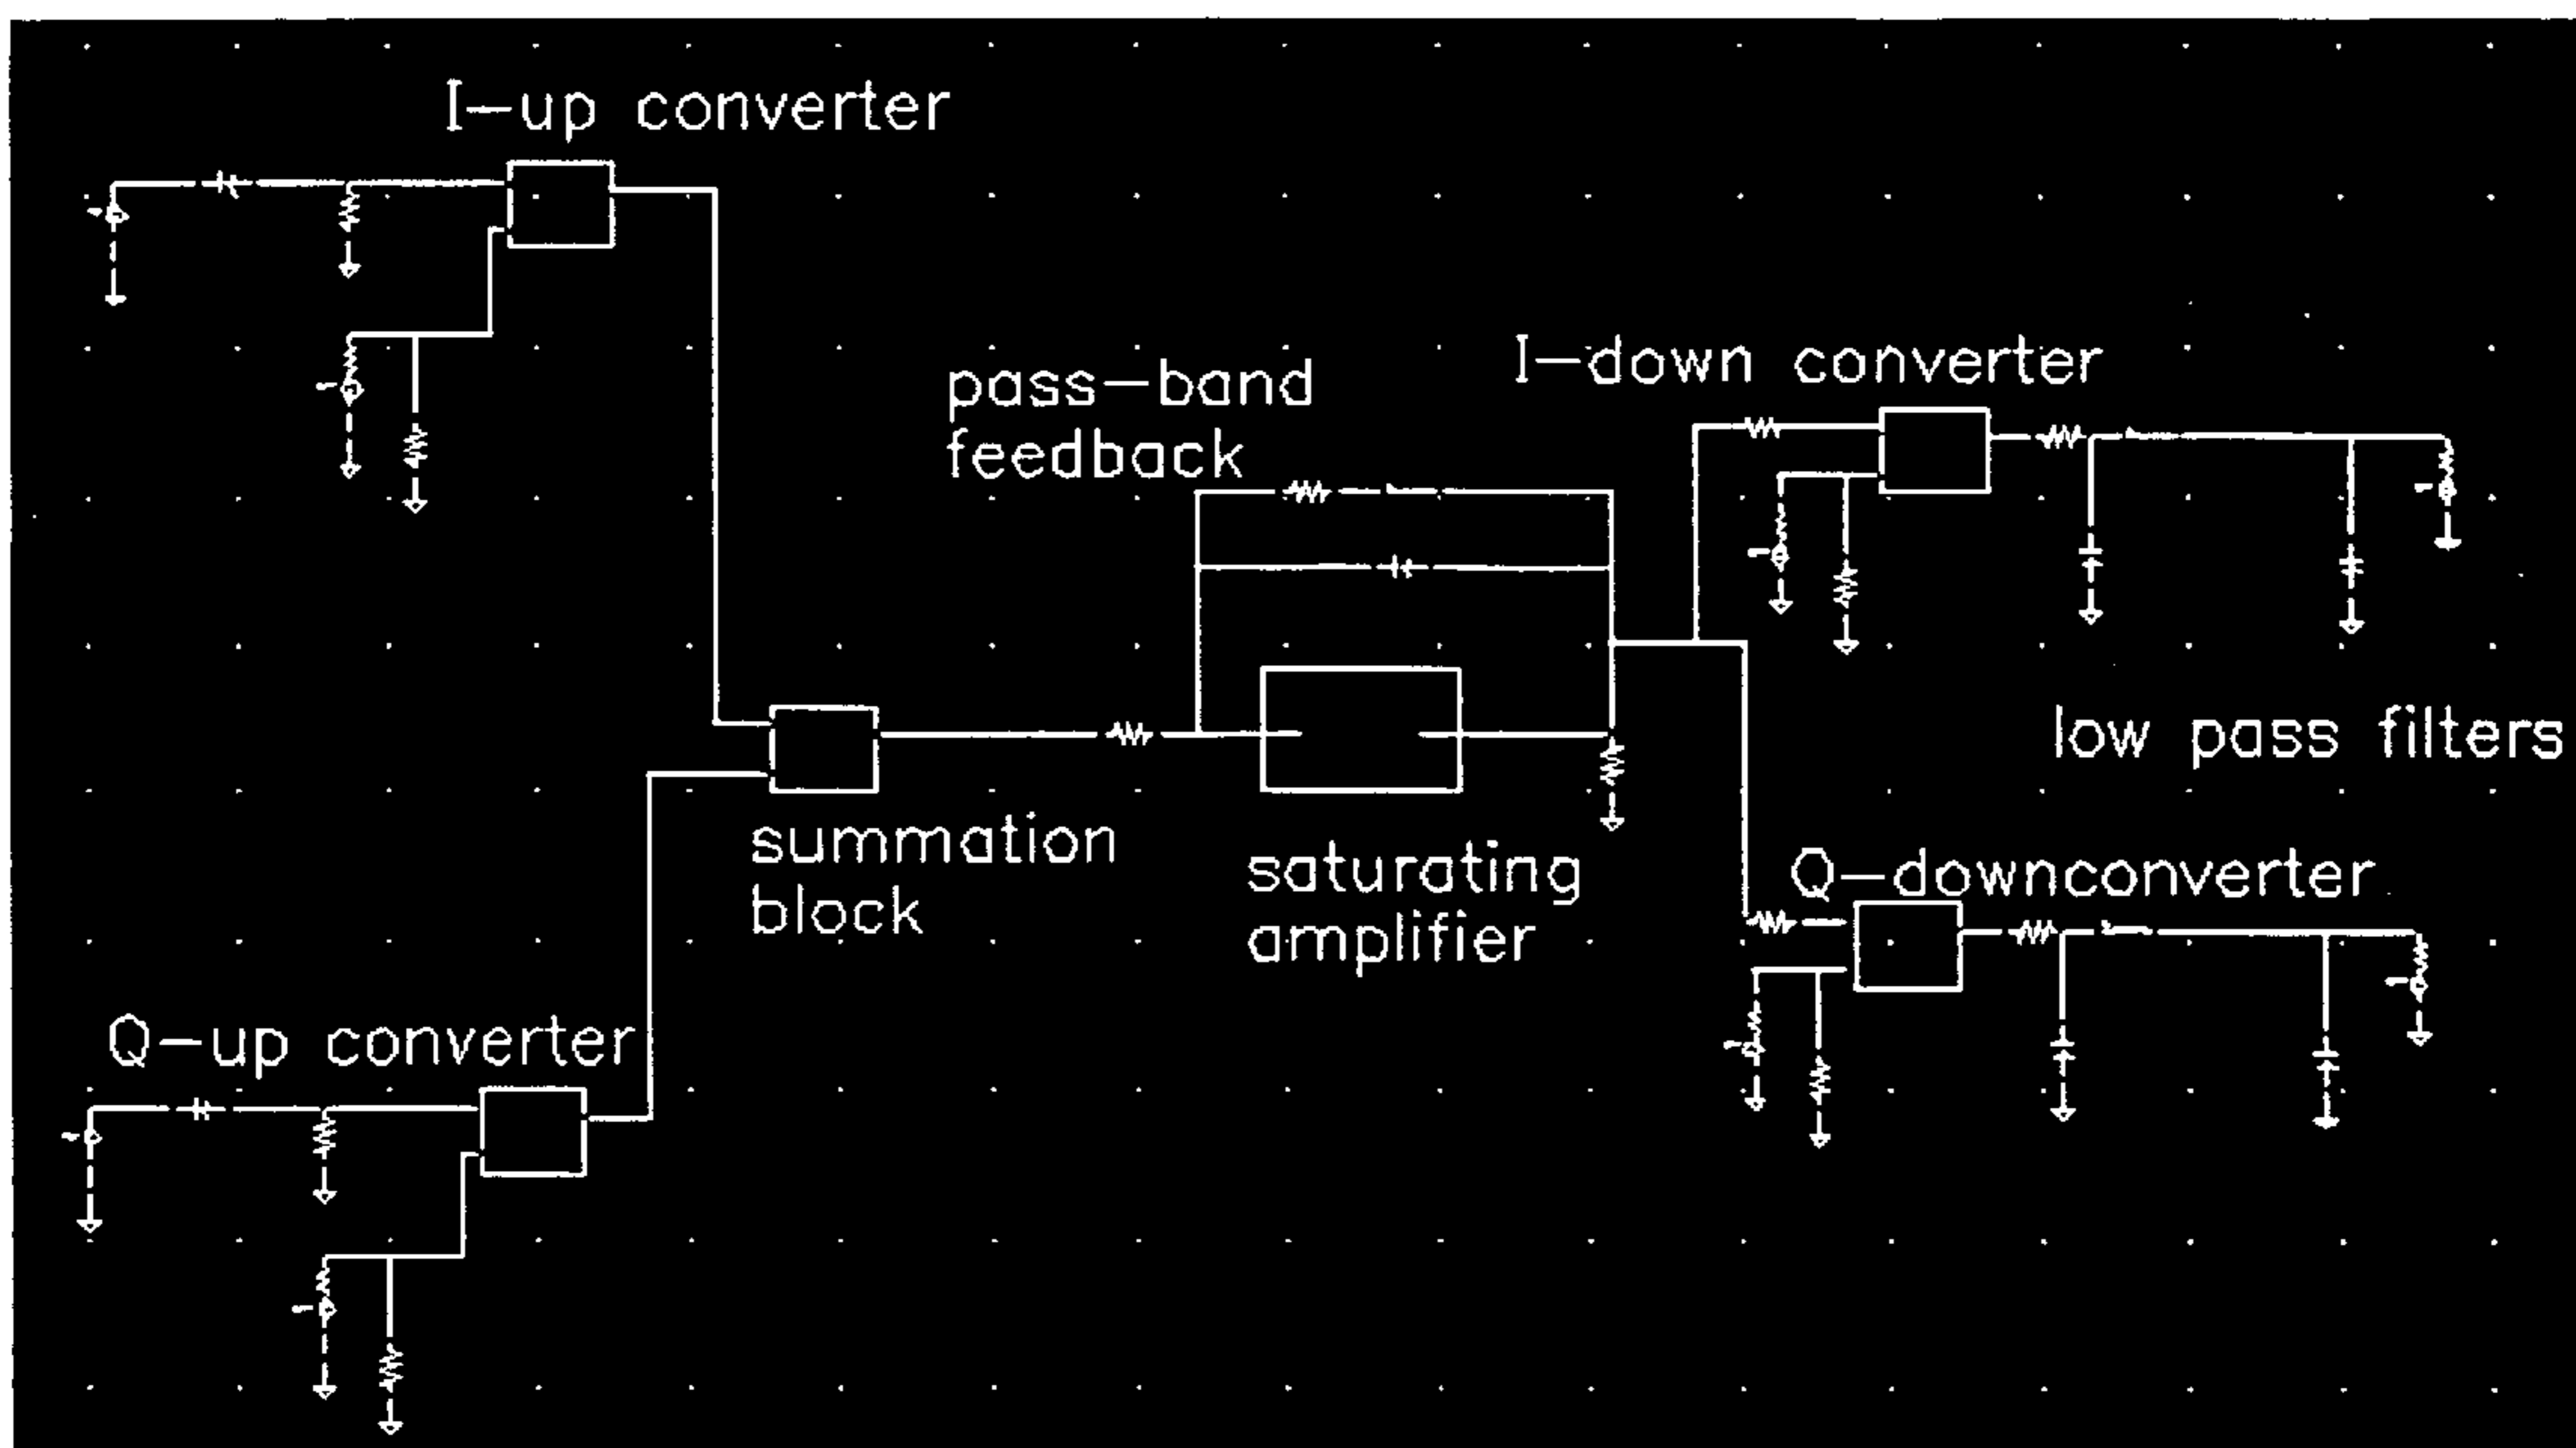 I-up converter
pass-band
feedback
I-down converter
low pass filters
summation
block
saturating
amplifier
Q-downconverter
Q-up converter